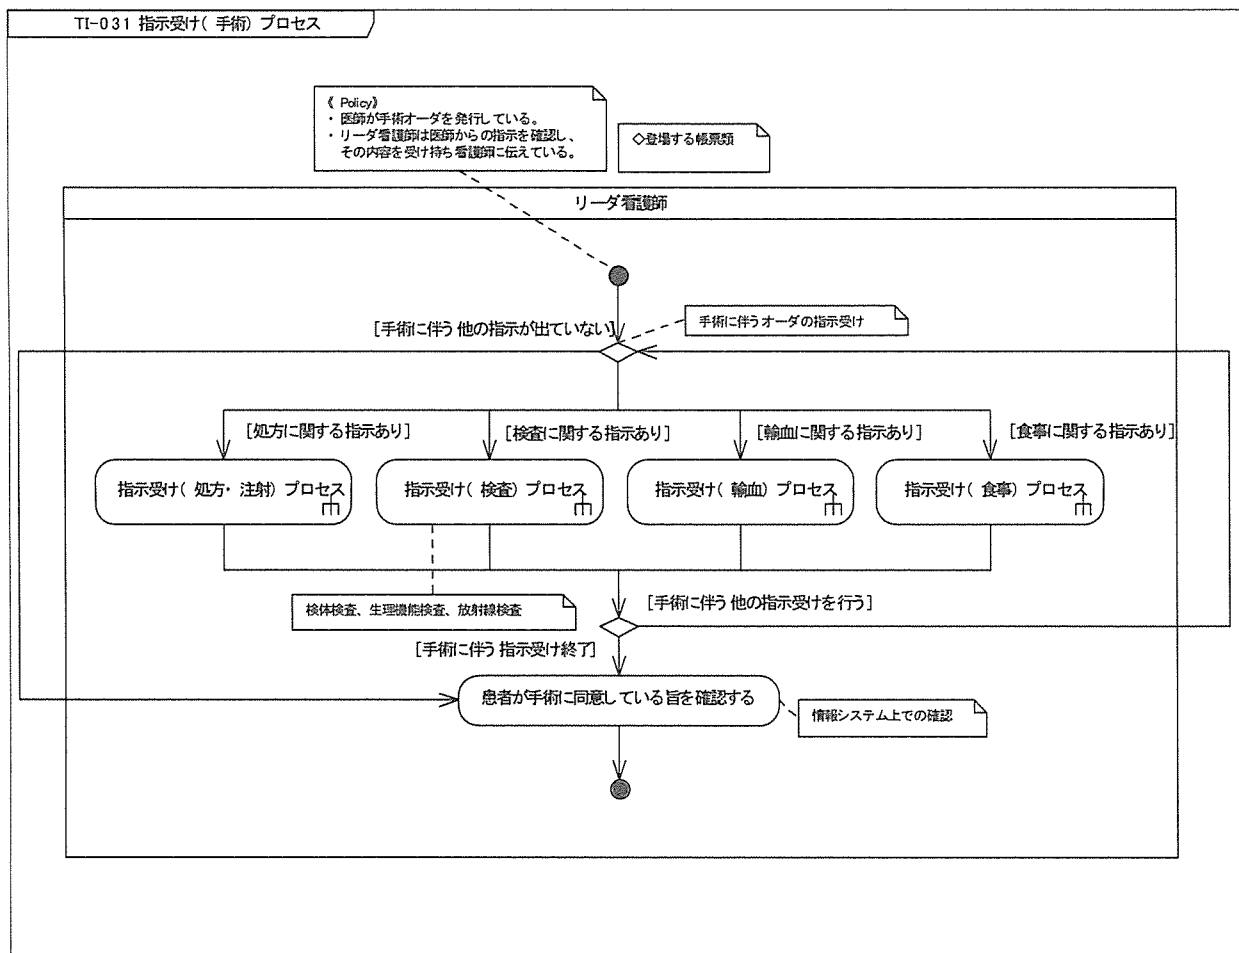 TI-031 指示受け( 手術) プロセス
《 Policy》
・ 医師が手術オーダを発行している。
・ リーダ看護師は医師からの指示を確認し、
その内容を受け持ち看護師に伝えている。
◇登場する帳票類
リーダ看護師
[手術に伴う 他の指示が出ていない]
手術に伴うオーダの指示受け
[処方に関する指示あり]
[検査に関する指示あり]
[輸血に関する指示あり]
[食事に関する指示あり]
指示受け( 処方・ 注射) プロセス
指示受け( 検査) プロセス
指示受け( 輸血) プロセス
指示受け( 食事) プロセス
検体検査、生理機能検査、放射線検査
[手術に伴う 他の指示受けを行う]
[手術に伴う 指示受け終了]
患者が手術に同意している旨を確認する
情報システム上での確認